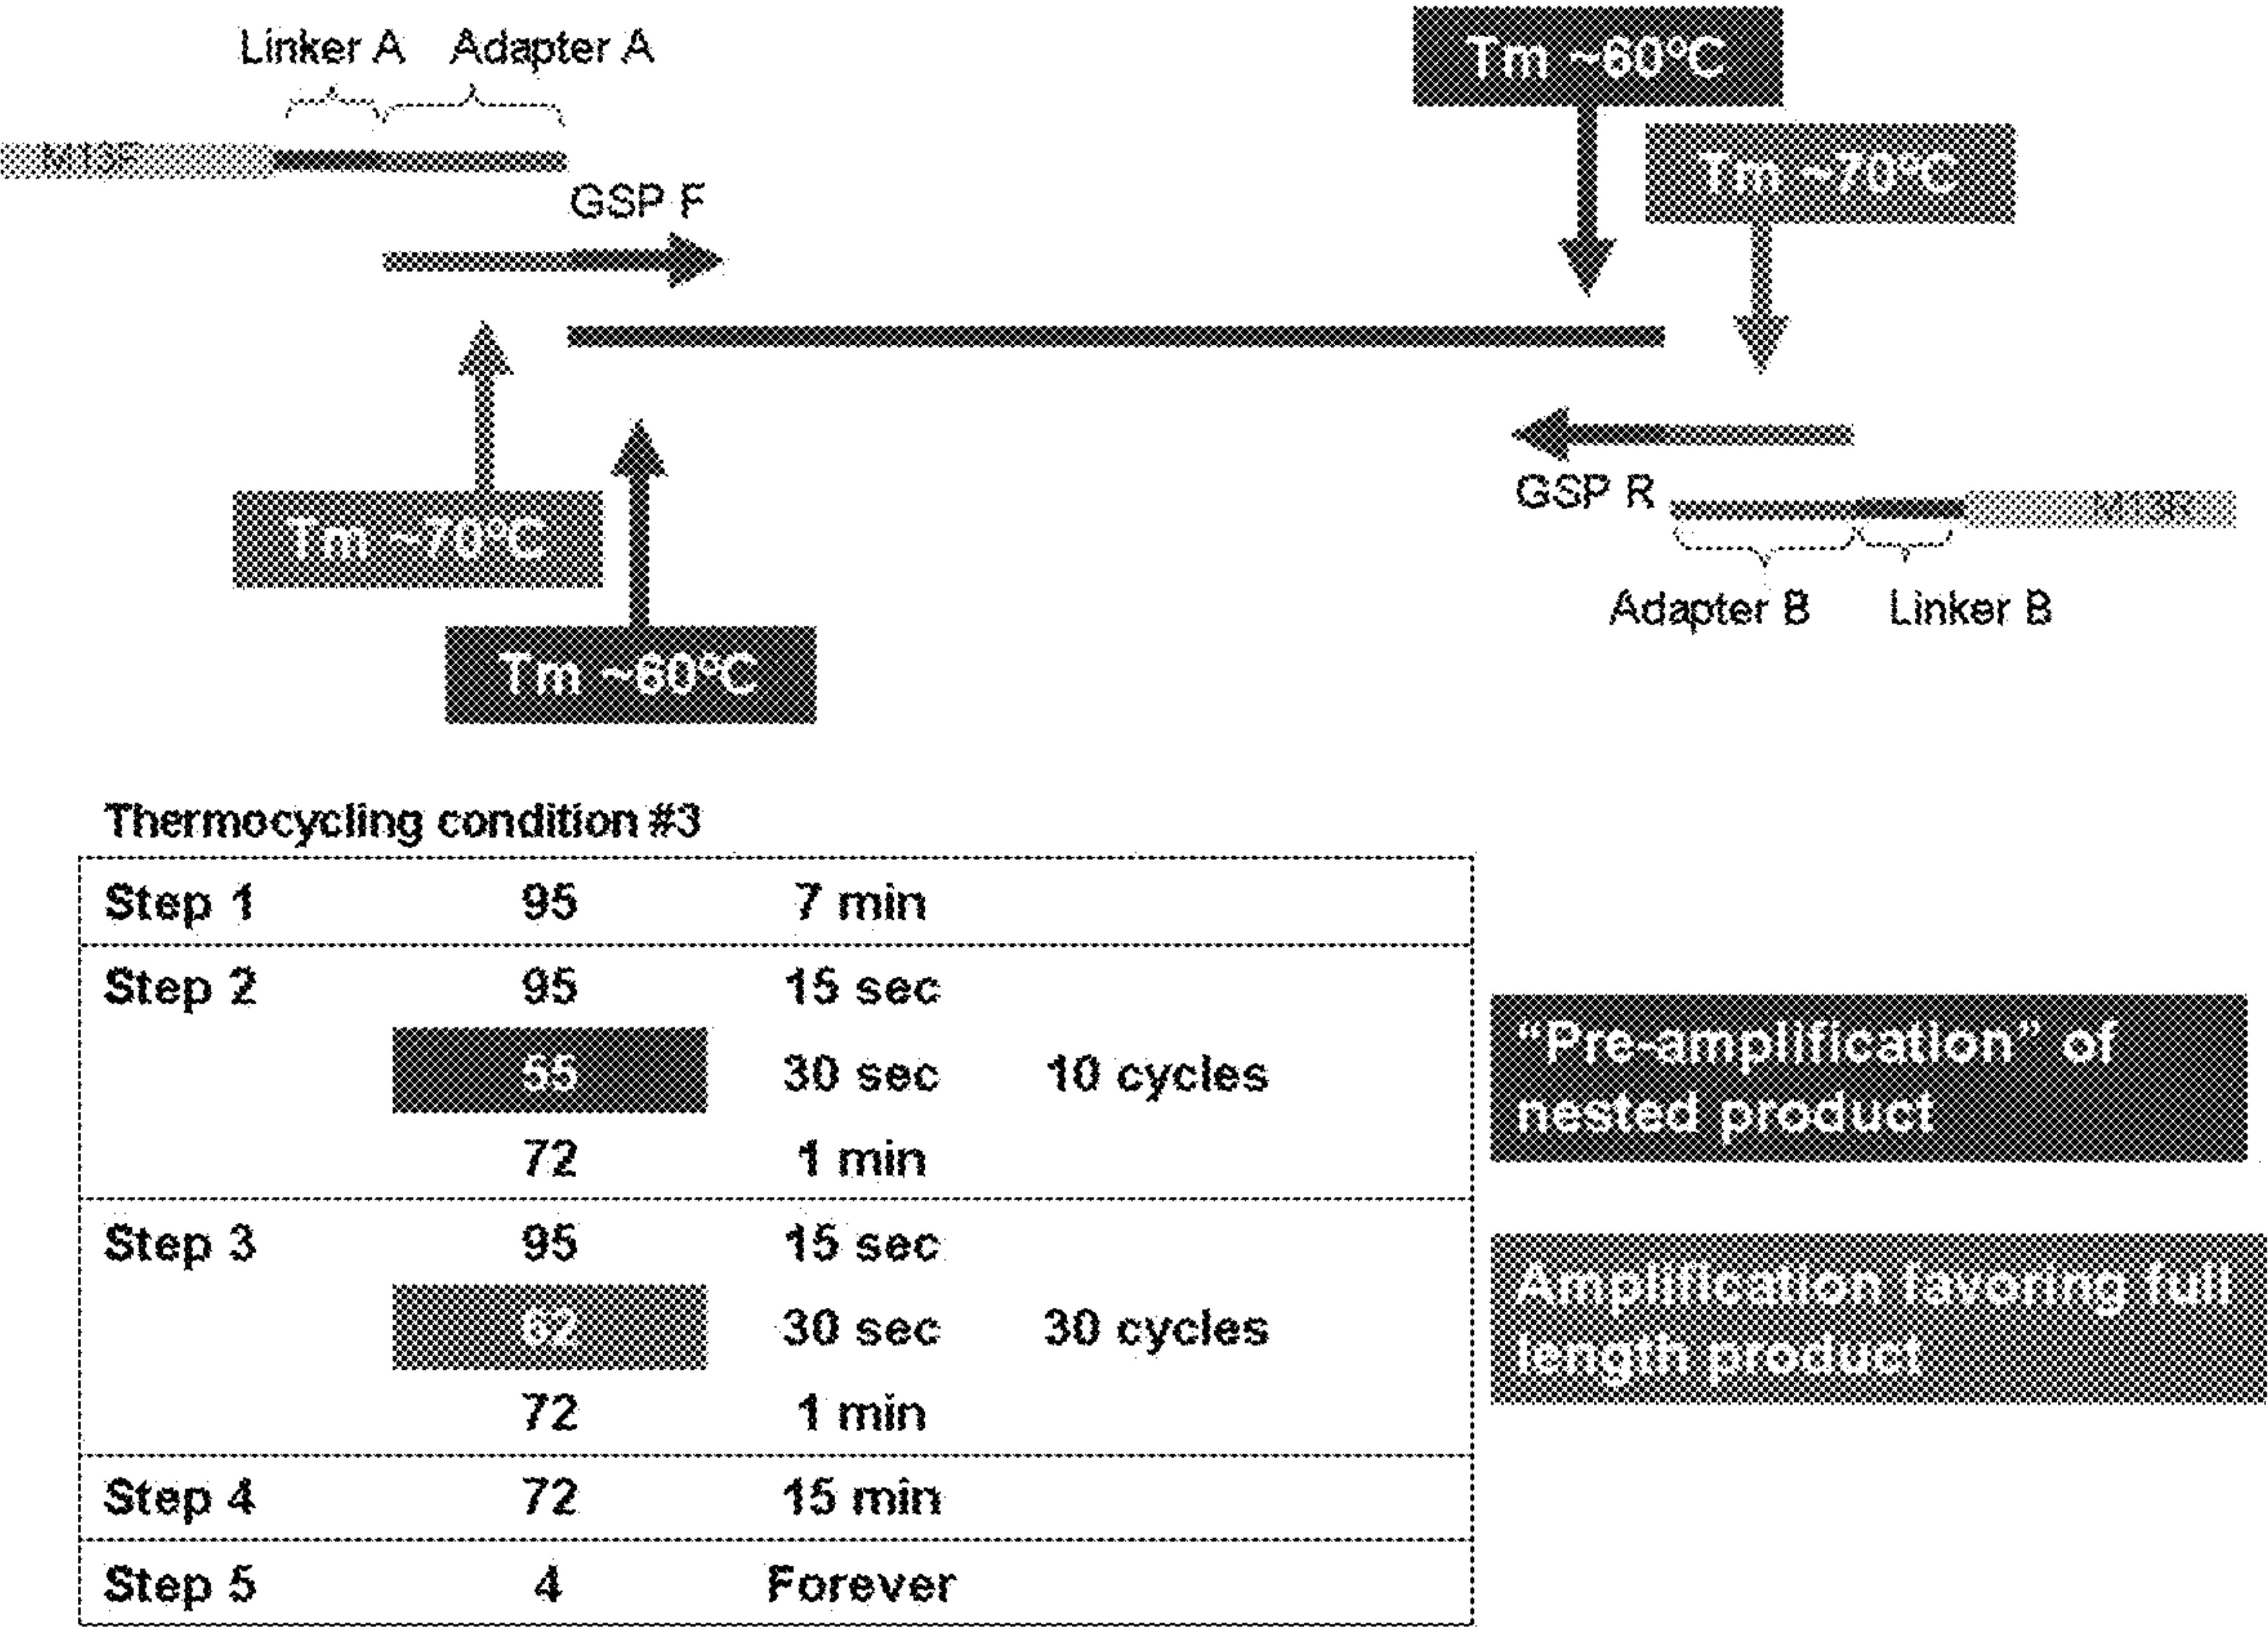 Linker A Adapter A
Tm ~60°C
Tm ~70°C
M13F
GSP F
GSP R
M13R
Tm ~70°C
Adapter B Linker B
Tm ~60°C
Thermocycling condition #3
Step 1 95 7 min
Step 2 95 15 sec
55 30 sec 10 cycles
72 1 min
"Pre-amplification" of
nested product
Step 3 95 15 sec
62 30 sec 30 cycles
72 1 min
Amplification favoring full
length product
Step 4 72 15 min
Step 5 4 Forever